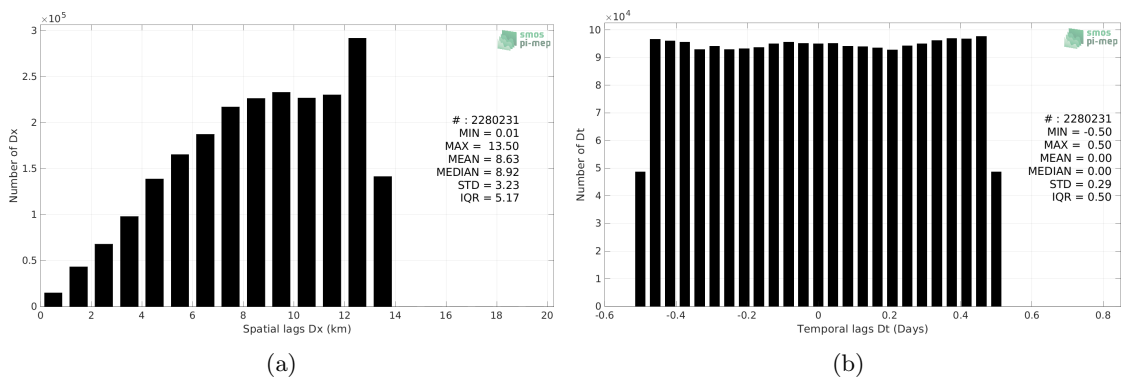 ×10^5
3
2.5
2
1.5
1
0.5
0
Number of Dx
smos
pi-mep
# : 2280231
MIN = 0.01
MAX = 13.50
MEAN = 8.63
MEDIAN = 8.92
STD = 3.23
IQR = 5.17
0 2 4 6 8 10 12 14 16 18 20
Spatial lags Dx (km)
(a)
×10^4
10
9
8
7
6
5
4
3
2
1
0
Number of Dt
smos
pi-mep
# : 2280231
MIN = -0.50
MAX = 0.50
MEAN = 0.00
MEDIAN = 0.00
STD = 0.29
IQR = 0.50
-0.6 -0.4 -0.2 0 0.2 0.4 0.6 0.8
Temporal lags Dt (Days)
(b)